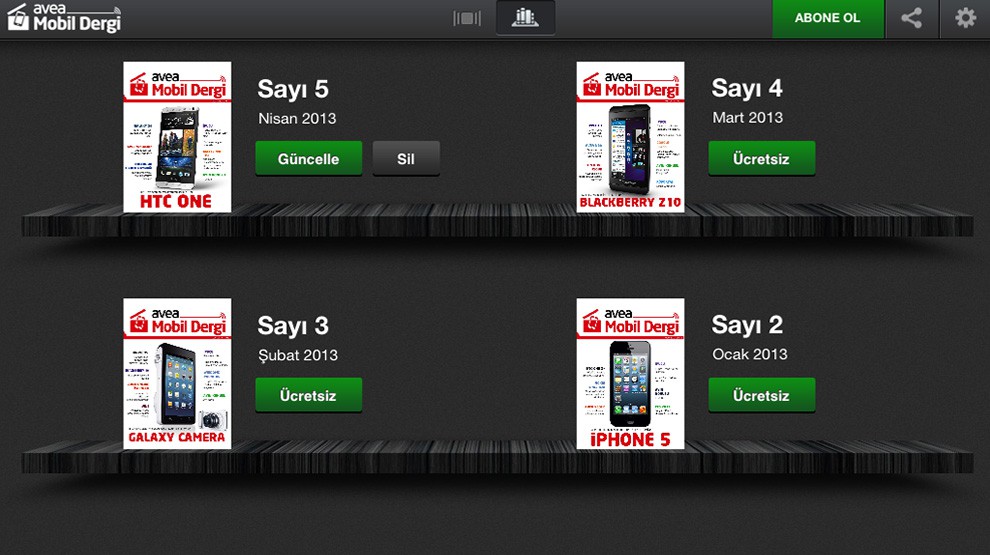 avea
Mobil Dergi
ABONE OL
avea
Mobil Dergi
HTC ONE
Sayı 5
Nisan 2013
Güncelle
Sil
avea
Mobil Dergi
BLACKBERRY Z10
Sayı 4
Mart 2013
Ücretsiz
avea
Mobil Dergi
GALAXY CAMERA
Sayı 3
Şubat 2013
Ücretsiz
avea
Mobil Dergi
iPHONE 5
Sayı 2
Ocak 2013
Ücretsiz